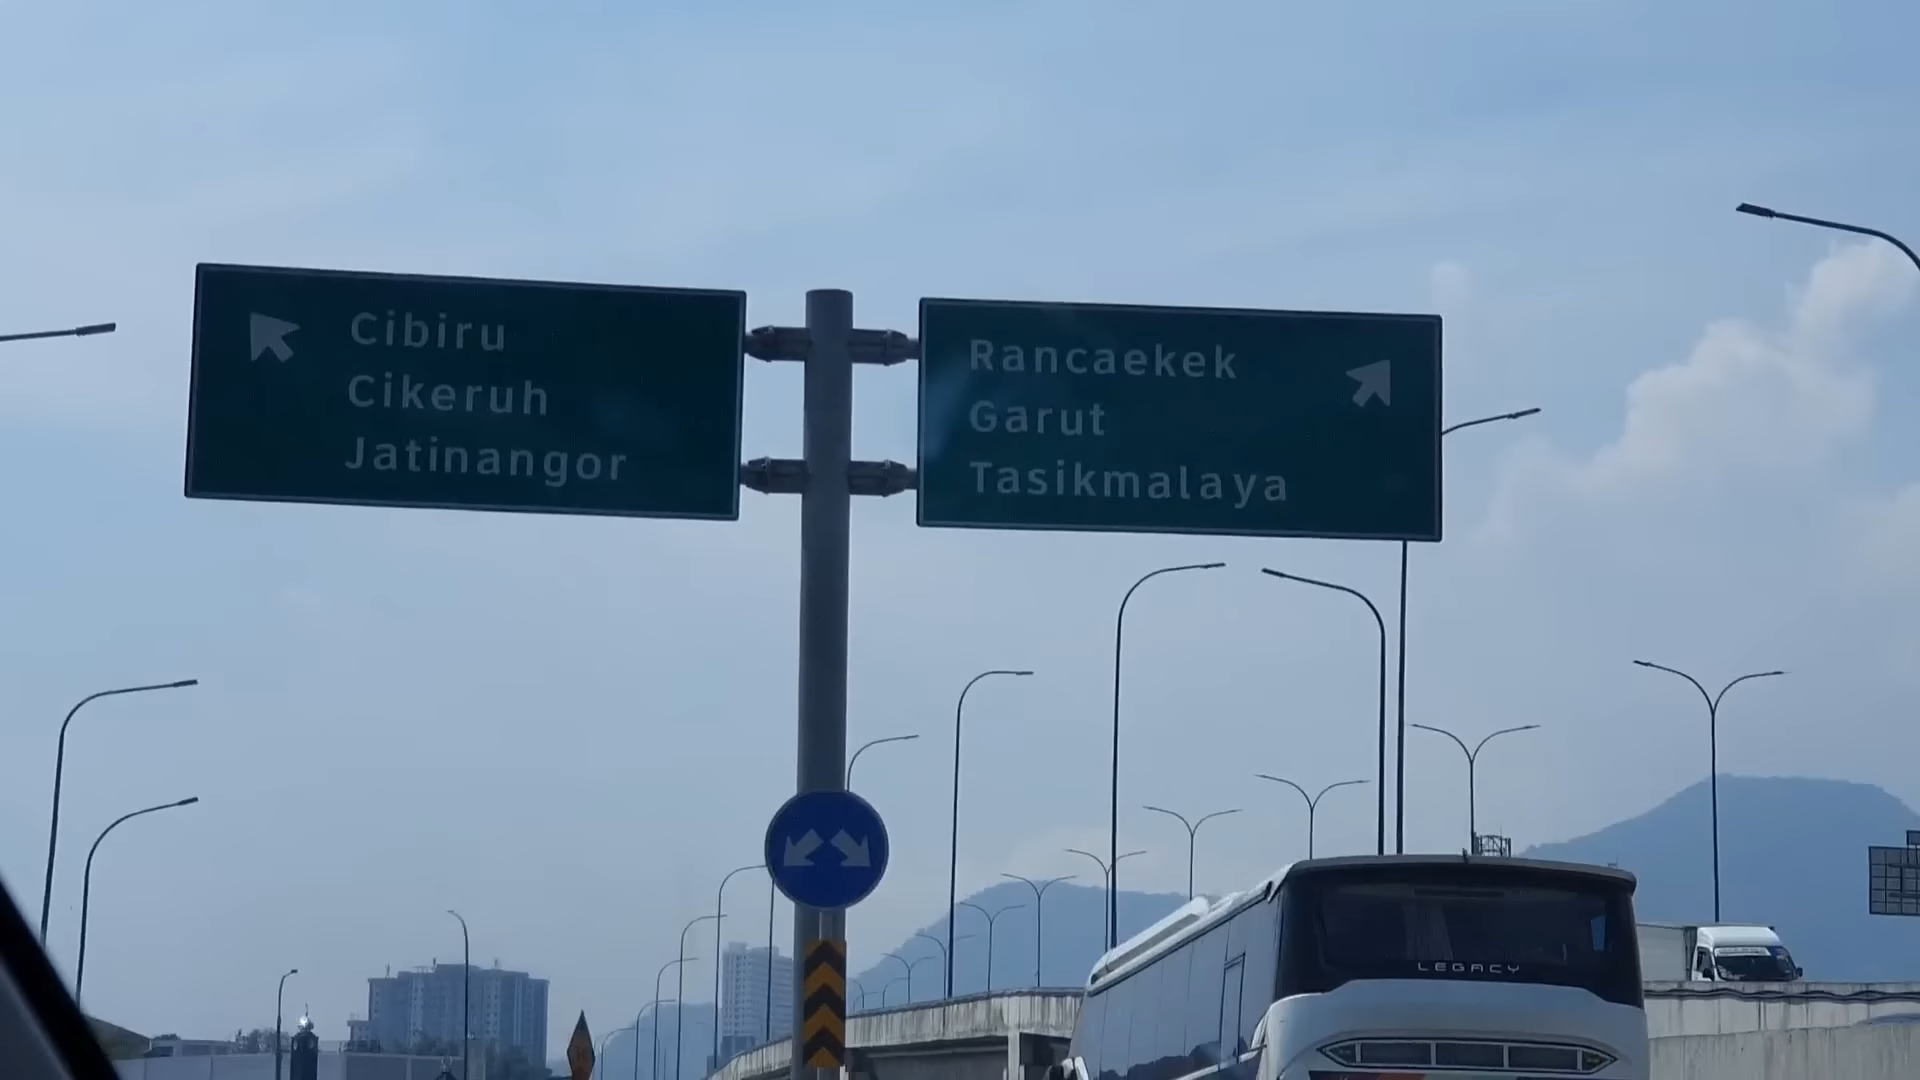 Cibiru
Cikeruh
Jatinangor
Rancaekek
Garut
Tasikmalaya
LEGACY